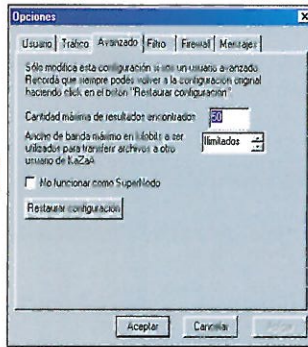 Opciones
Usuario Tráfico Avanzado Filtro Firewall Mensajes
Sólo modificá esta configuración si sos un usuario avanzado.
Recordá que siempre podés volver a la configuración original
haciendo click en el botón "Restaurar configuración".
Cantidad máxima de resultados encontrados 50
Ancho de banda máximo en kilobits a ser
utilizados para transferir archivos a otro
usuario de KaZaA
Ilimitados
No funcionar como SuperNodo
Restaurar configuración
Aceptar Cancelar